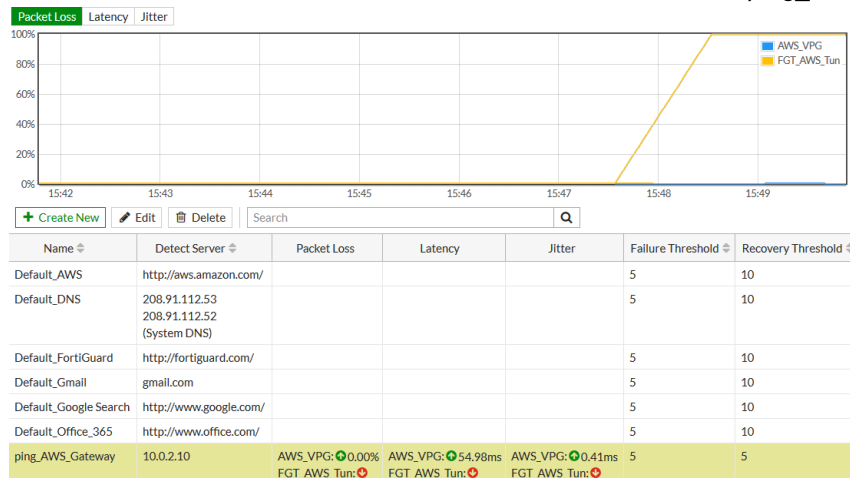 Packet Loss Latency Jitter
100%
AWS_VPG
80%
FGT_AWS_Tun
60%
40%
20%
0%
15:42 15:43 15:44 15:45 15:46 15:47 15:48 15:49
Create New Edit Delete Search
Name Detect Server Packet Loss Latency Jitter Failure Threshold Recovery Threshold
Default_AWS http://aws.amazon.com/ 5 10
Default_DNS 208.91.112.53 5 10
208.91.112.52
(System DNS)
Default_FortiGuard http://fortiguard.com/ 5 10
Default_Gmail gmail.com 5 10
Default_Google Search http://www.google.com/ 5 10
Default_Office_365 http://www.office.com/ 5 10
ping_AWS_Gateway 10.0.2.10 AWS_VPG: 0.00% AWS_VPG: 54.98ms AWS_VPG: 0.41ms 5 5
FGT_AWS_Tun: FGT_AWS_Tun: FGT_AWS_Tun: